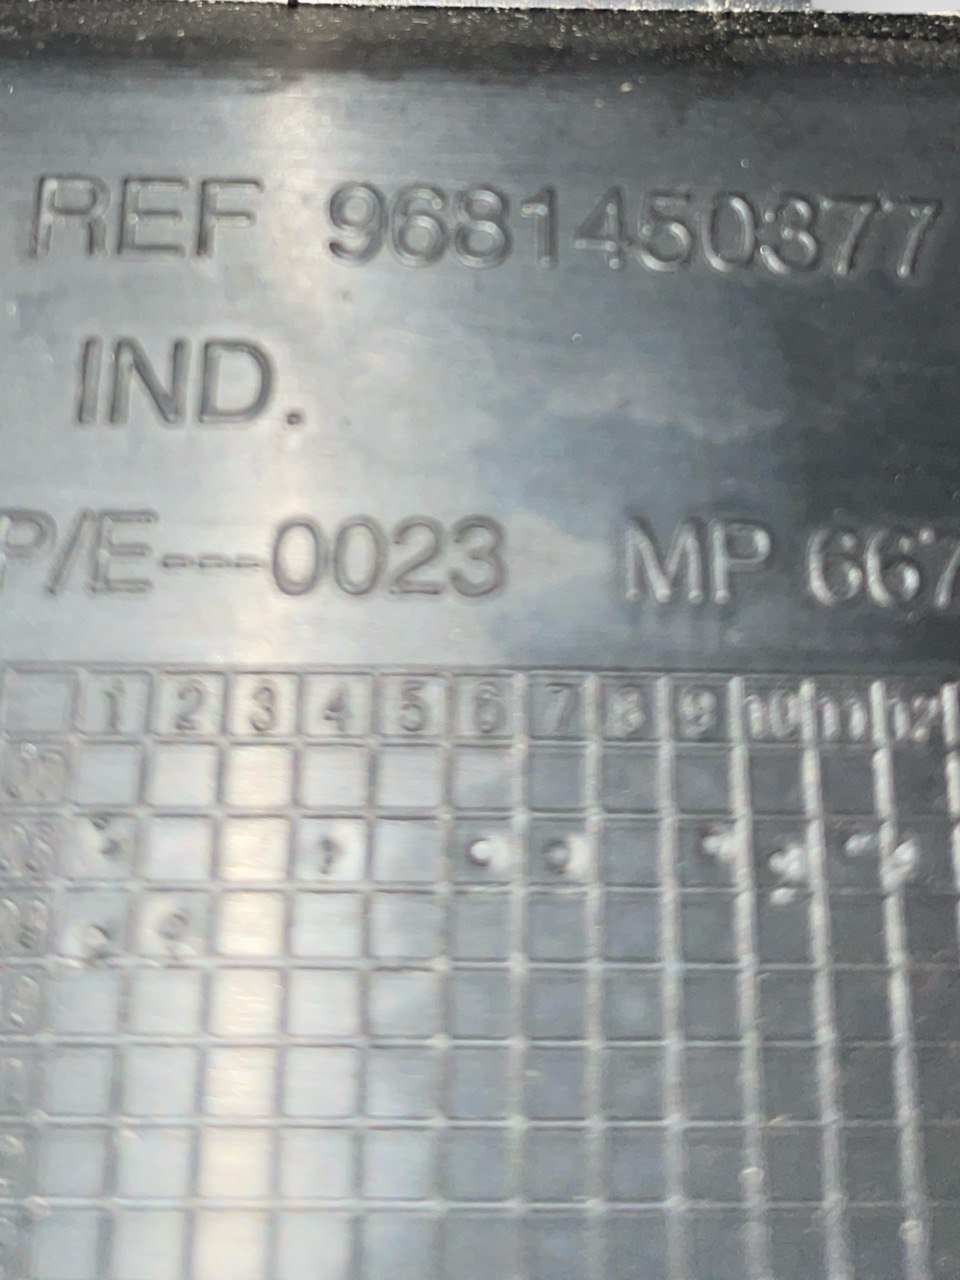 REF 9681450377
IND.
P/E---0023 MP 667
1 2 3 4 5 6 7 8 9 10 11 12